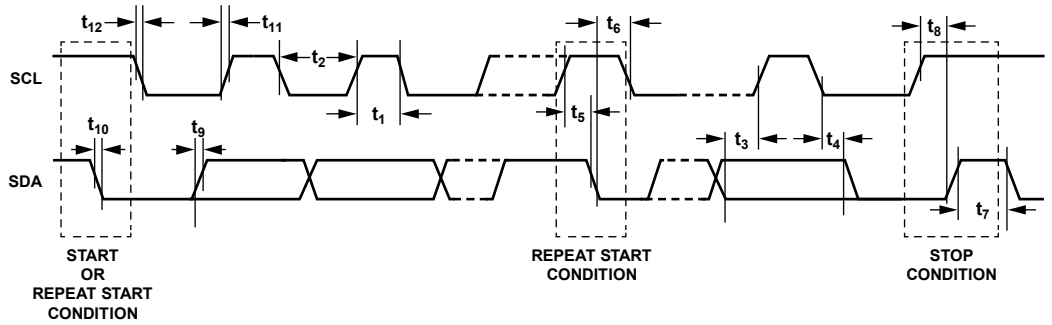 t12
t11
t2
t6
t8
SCL
t1
t5
t10
t9
t3
t4
SDA
t7
START
OR
REPEAT START
CONDITION
REPEAT START
CONDITION
STOP
CONDITION